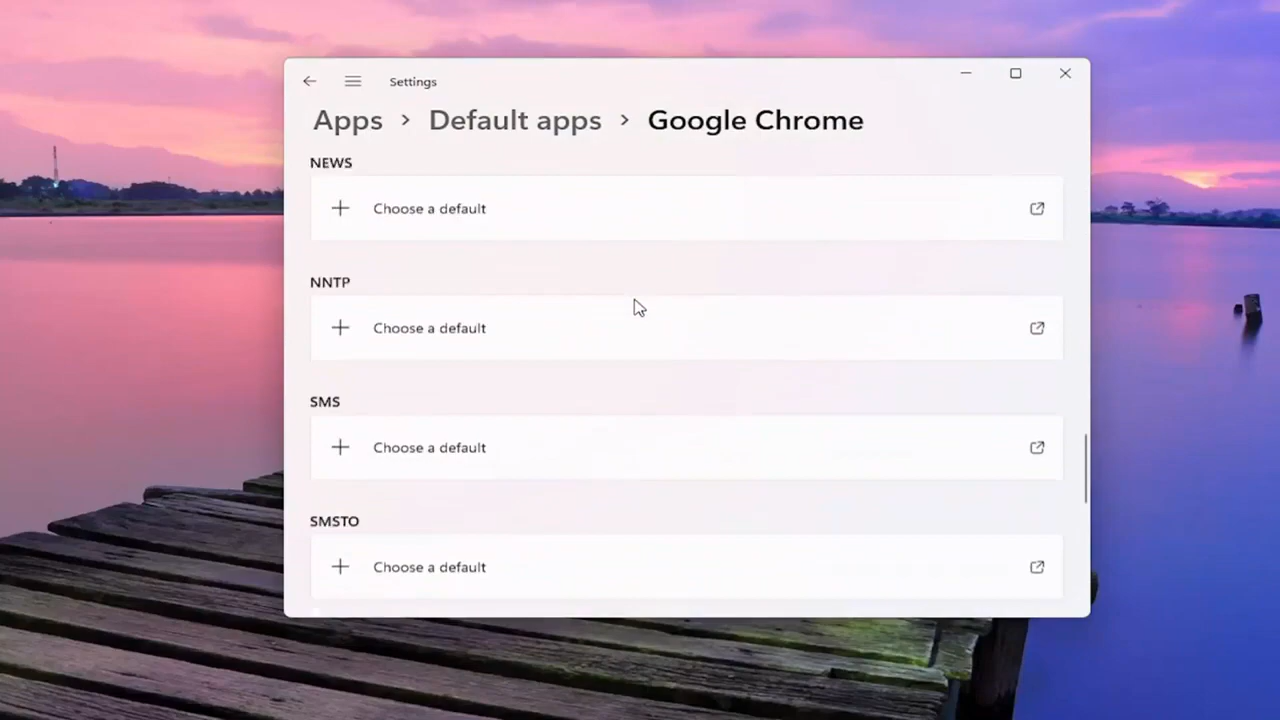 Settings
Apps > Default apps > Google Chrome
NEWS
Choose a default
NNTP
Choose a default
SMS
Choose a default
SMSTO
Choose a default